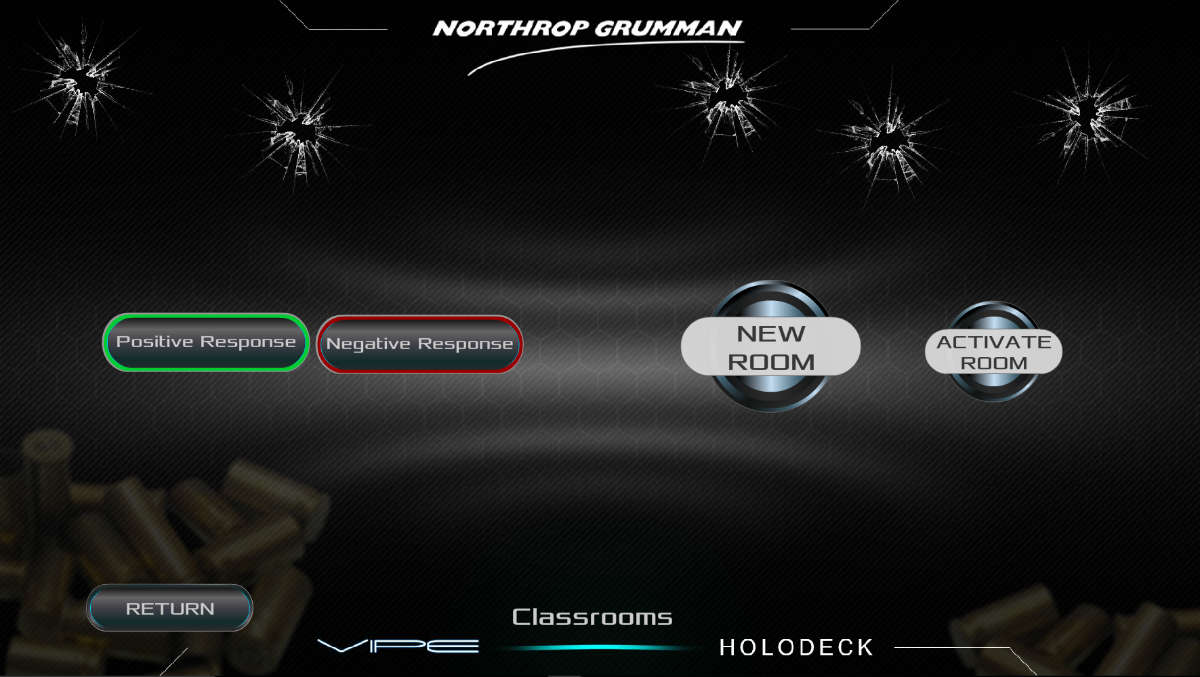 NORTHROP GRUMMAN
Positive Response
Negative Response
NEW
ROOM
ACTIVATE
ROOM
RETURN
Classrooms
VIPE
HOLODECK